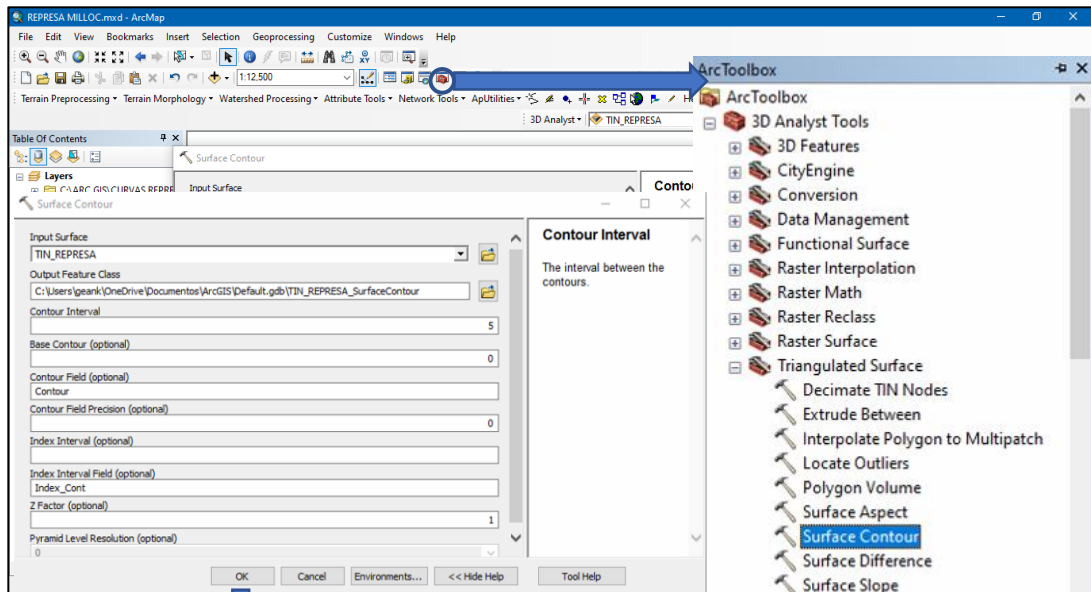 REPRESA MILLOC.mxd - ArcMap
File Edit View Bookmarks Insert Selection Geoprocessing Customize Windows Help
1:12,500
Terrain Preprocessing Terrain Morphology Watershed Processing Attribute Tools Network Tools ApUtilities
3D Analyst TIN_REPRESA
Table Of Contents
Layers
Surface Contour
Input Surface
Surface Contour
Input Surface
TIN_REPRESA
Output Feature Class
C:\Users\geank\OneDrive\Documentos\ArcGIS\Default.gdb\TIN_REPRESA_SurfaceContour
Contour Interval
5
Base Contour (optional)
0
Contour Field (optional)
Contour
Contour Field Precision (optional)
0
Index Interval (optional)
Index Interval Field (optional)
Index_Cont
Z Factor (optional)
1
Pyramid Level Resolution (optional)
0
OK Cancel Environments... << Hide Help Tool Help
Contour Interval
The interval between the
contours.
ArcToolbox
ArcToolbox
3D Analyst Tools
3D Features
CityEngine
Conversion
Data Management
Functional Surface
Raster Interpolation
Raster Math
Raster Reclass
Raster Surface
Triangulated Surface
Decimate TIN Nodes
Extrude Between
Interpolate Polygon to Multipatch
Locate Outliers
Polygon Volume
Surface Aspect
Surface Contour
Surface Difference
Surface Slope